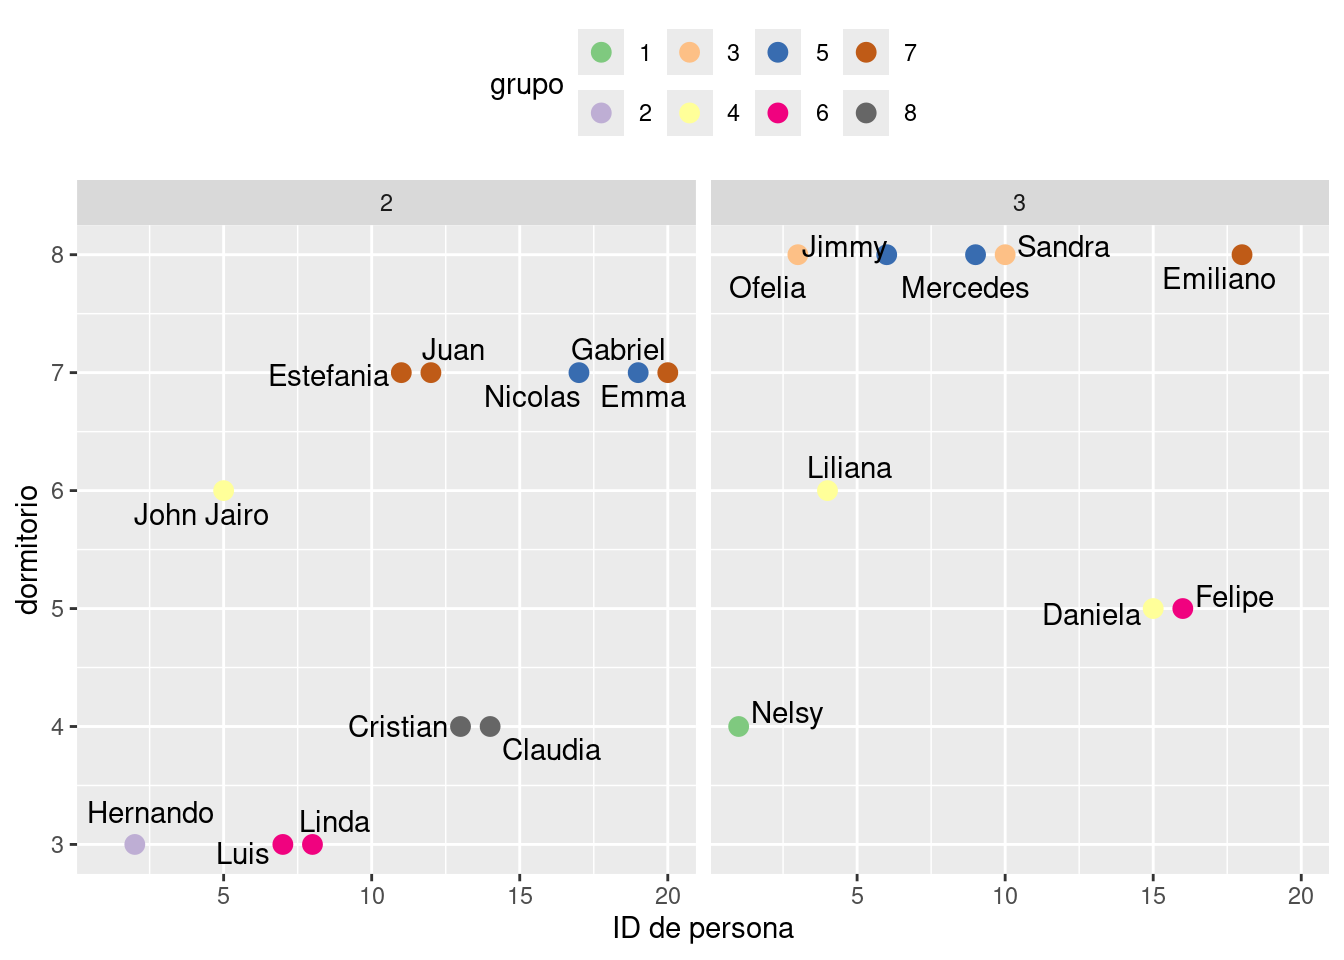 grupo
1 3 5 7
2 4 6 8
2 3
8
7
6
5
4
3
dormitorio
Jimmy Sandra
Ofelia Mercedes Emiliano
Juan Gabriel
Estefania
Nicolas Emma
Liliana
John Jairo
Felipe
Daniela
Nelsy
Cristian
Claudia
Hernando
Linda
Luis
5 10 15 20 5 10 15 20
ID de persona